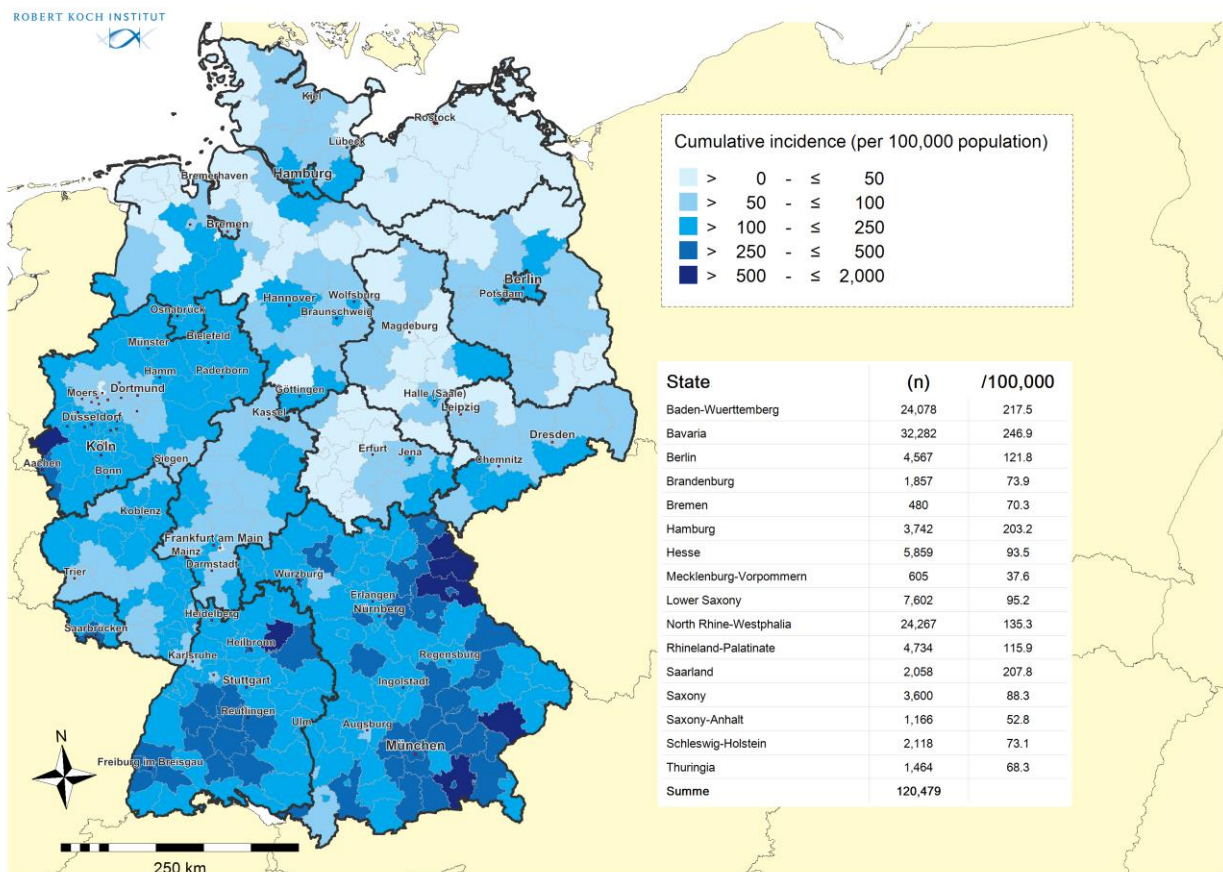 ROBERT KOCH INSTITUT
Kiel
Rostock
Lübeck
Bremerhaven
Hamburg
Bremen
Berlin
Potsdam
Hannover
Wolfsburg
Braunschweig
Osnabrück
Magdeburg
Bielefeld
Münster
Hamm
Paderborn
Göttingen
Halle (Saale)
Moers
Dortmund
Leipzig
Kassel
Düsseldorf
Dresden
Köln
Erfurt
Jena
Aachen
Siegen
Chemnitz
Bonn
Koblenz
Frankfurt am Main
Mainz
Darmstadt
Trier
Würzburg
Erlangen
Nürnberg
Heidelberg
Saarbrücken
Heilbronn
Karlsruhe
Regensburg
Stuttgart
Ingolstadt
Reutlingen
Ulm
Augsburg
München
Freiburg im Breisgau
N
250 km
Cumulative incidence (per 100,000 population)
> 0 - ≤ 50
> 50 - ≤ 100
> 100 - ≤ 250
> 250 - ≤ 500
> 500 - ≤ 2,000
State (n) /100,000
Baden-Wuerttemberg 24,078 217.5
Bavaria 32,282 246.9
Berlin 4,567 121.8
Brandenburg 1,857 73.9
Bremen 480 70.3
Hamburg 3,742 203.2
Hesse 5,859 93.5
Mecklenburg-Vorpommern 605 37.6
Lower Saxony 7,602 95.2
North Rhine-Westphalia 24,267 135.3
Rhineland-Palatinate 4,734 115.9
Saarland 2,058 207.8
Saxony 3,600 88.3
Saxony-Anhalt 1,166 52.8
Schleswig-Holstein 2,118 73.1
Thuringia 1,464 68.3
Summe 120,479